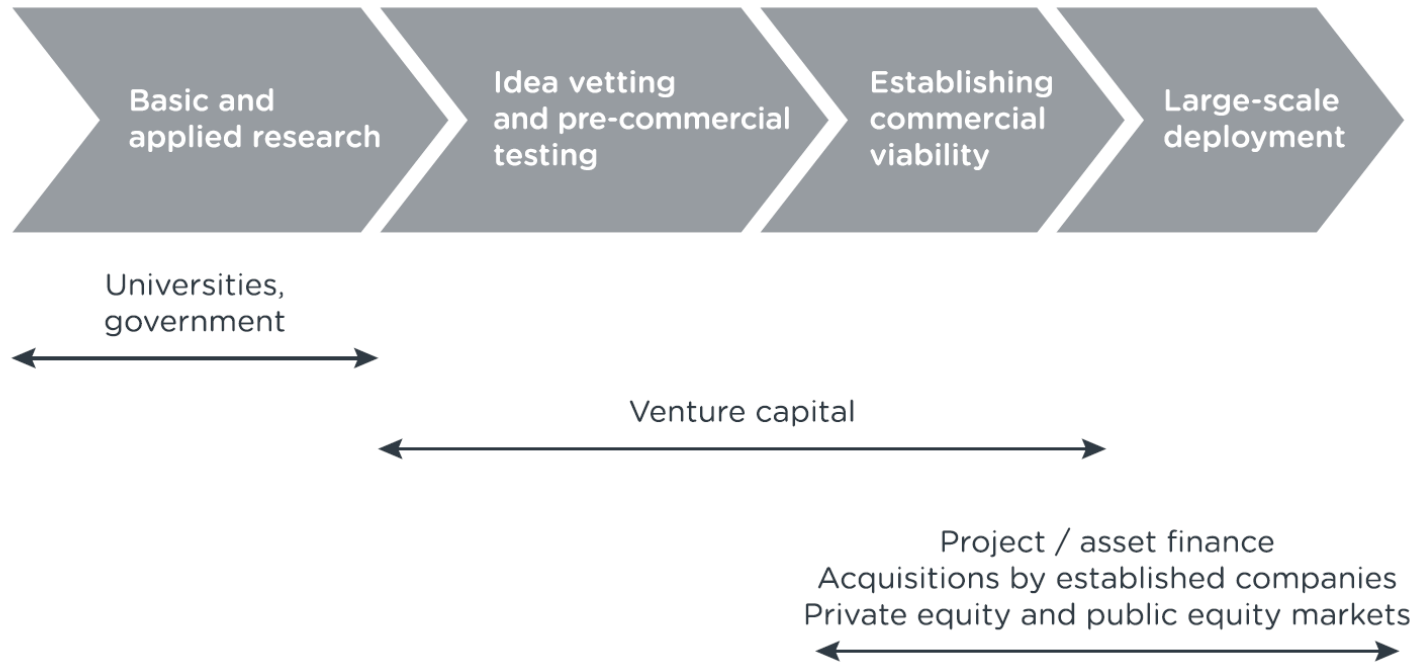 Basic and
applied research
Idea vetting
and pre-commercial
testing
Establishing
commercial
viability
Large-scale
deployment
Universities,
government
Venture capital
Project / asset finance
Acquisitions by established companies
Private equity and public equity markets